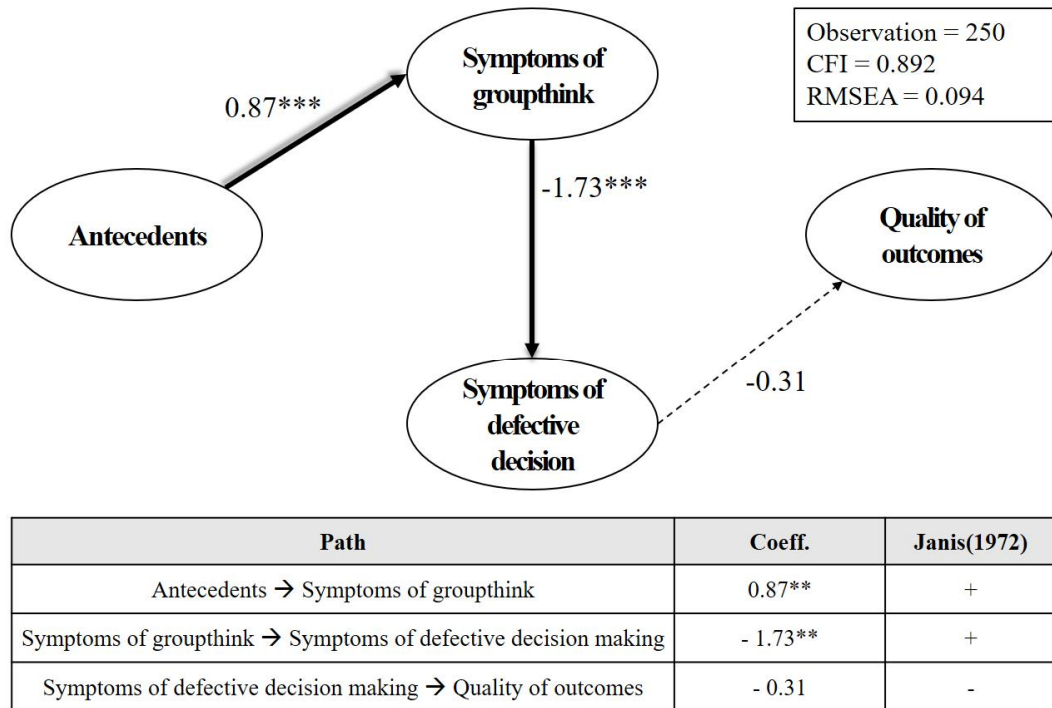 Observation = 250
CFI = 0.892
RMSEA = 0.094
Symptoms of
groupthink
0.87***
-1.73***
Antecedents
Quality of
outcomes
Symptoms of
defective
decision
-0.31
Path Coeff. Janis(1972)
Antecedents → Symptoms of groupthink 0.87** +
Symptoms of groupthink → Symptoms of defective decision making - 1.73** +
Symptoms of defective decision making → Quality of outcomes - 0.31 -